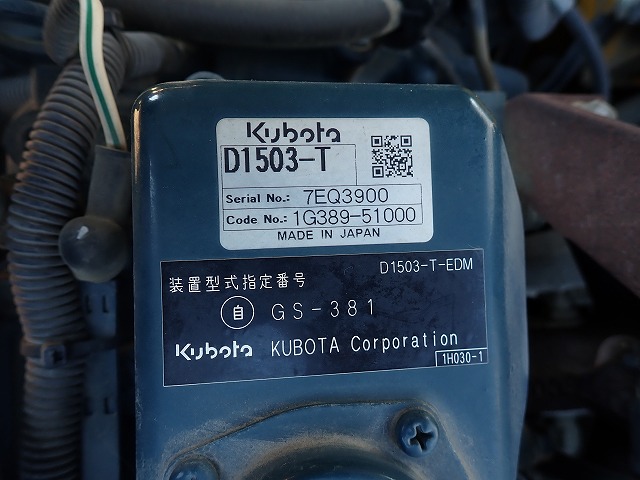 Kubota
D1503-T
Serial No.: 7EQ3900
Code No.: 1G389-51000
MADE IN JAPAN
D1503-T-EDM
装置型式指定番号
自 GS-381
Kubota KUBOTA Corporation
1H030-1